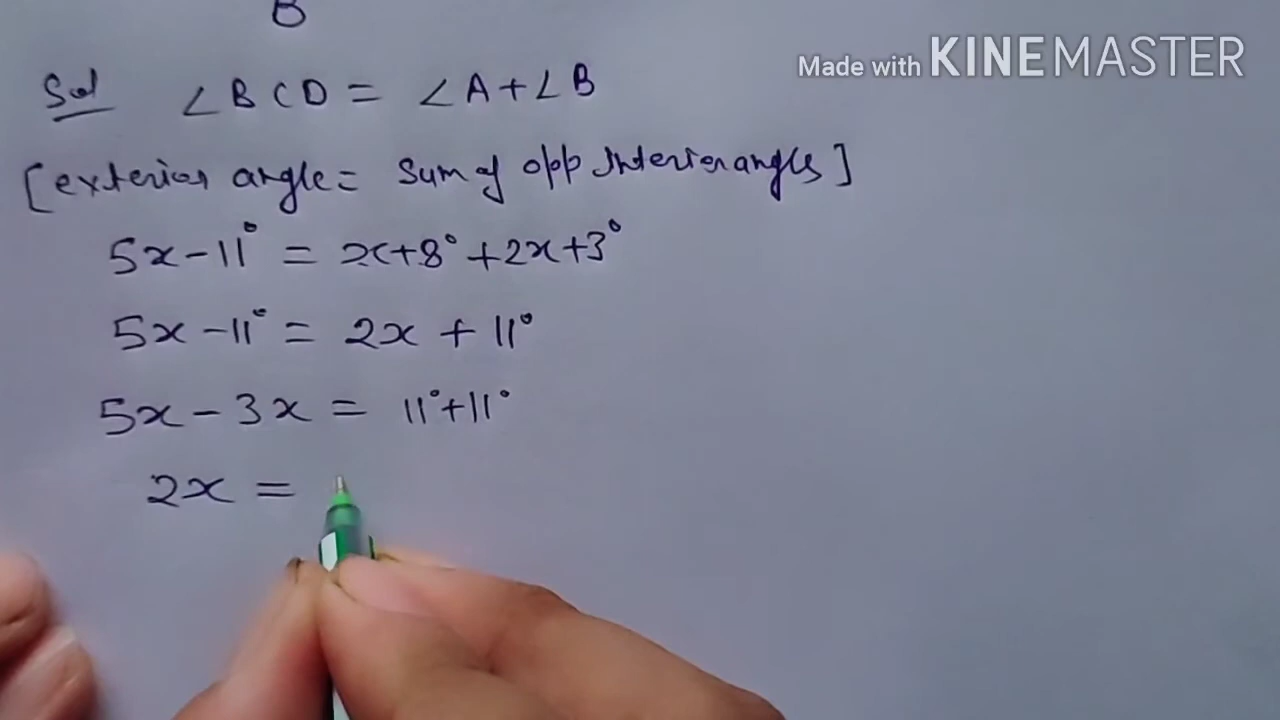 B
Made with KINEMASTER
Sol ∠BCD = ∠A+∠B
[exterior angle = Sum of opp Interior angles]
5x-11° = x+8°+2x+3°
5x-11° = 2x + 11°
5x-3x = 11°+11°
2x =